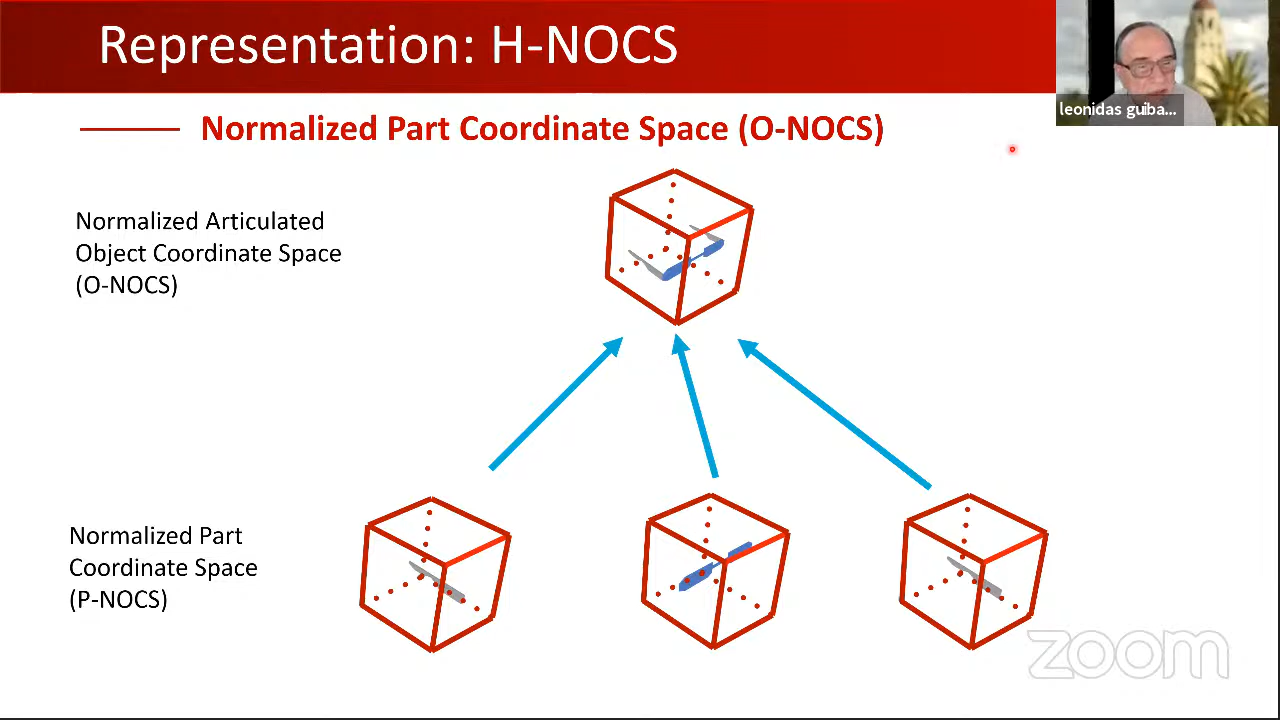 Representation: H-NOCS
leonidas guiba...
Normalized Part Coordinate Space (O-NOCS)
Normalized Articulated
Object Coordinate Space
(O-NOCS)
Normalized Part
Coordinate Space
(P-NOCS)
zoom